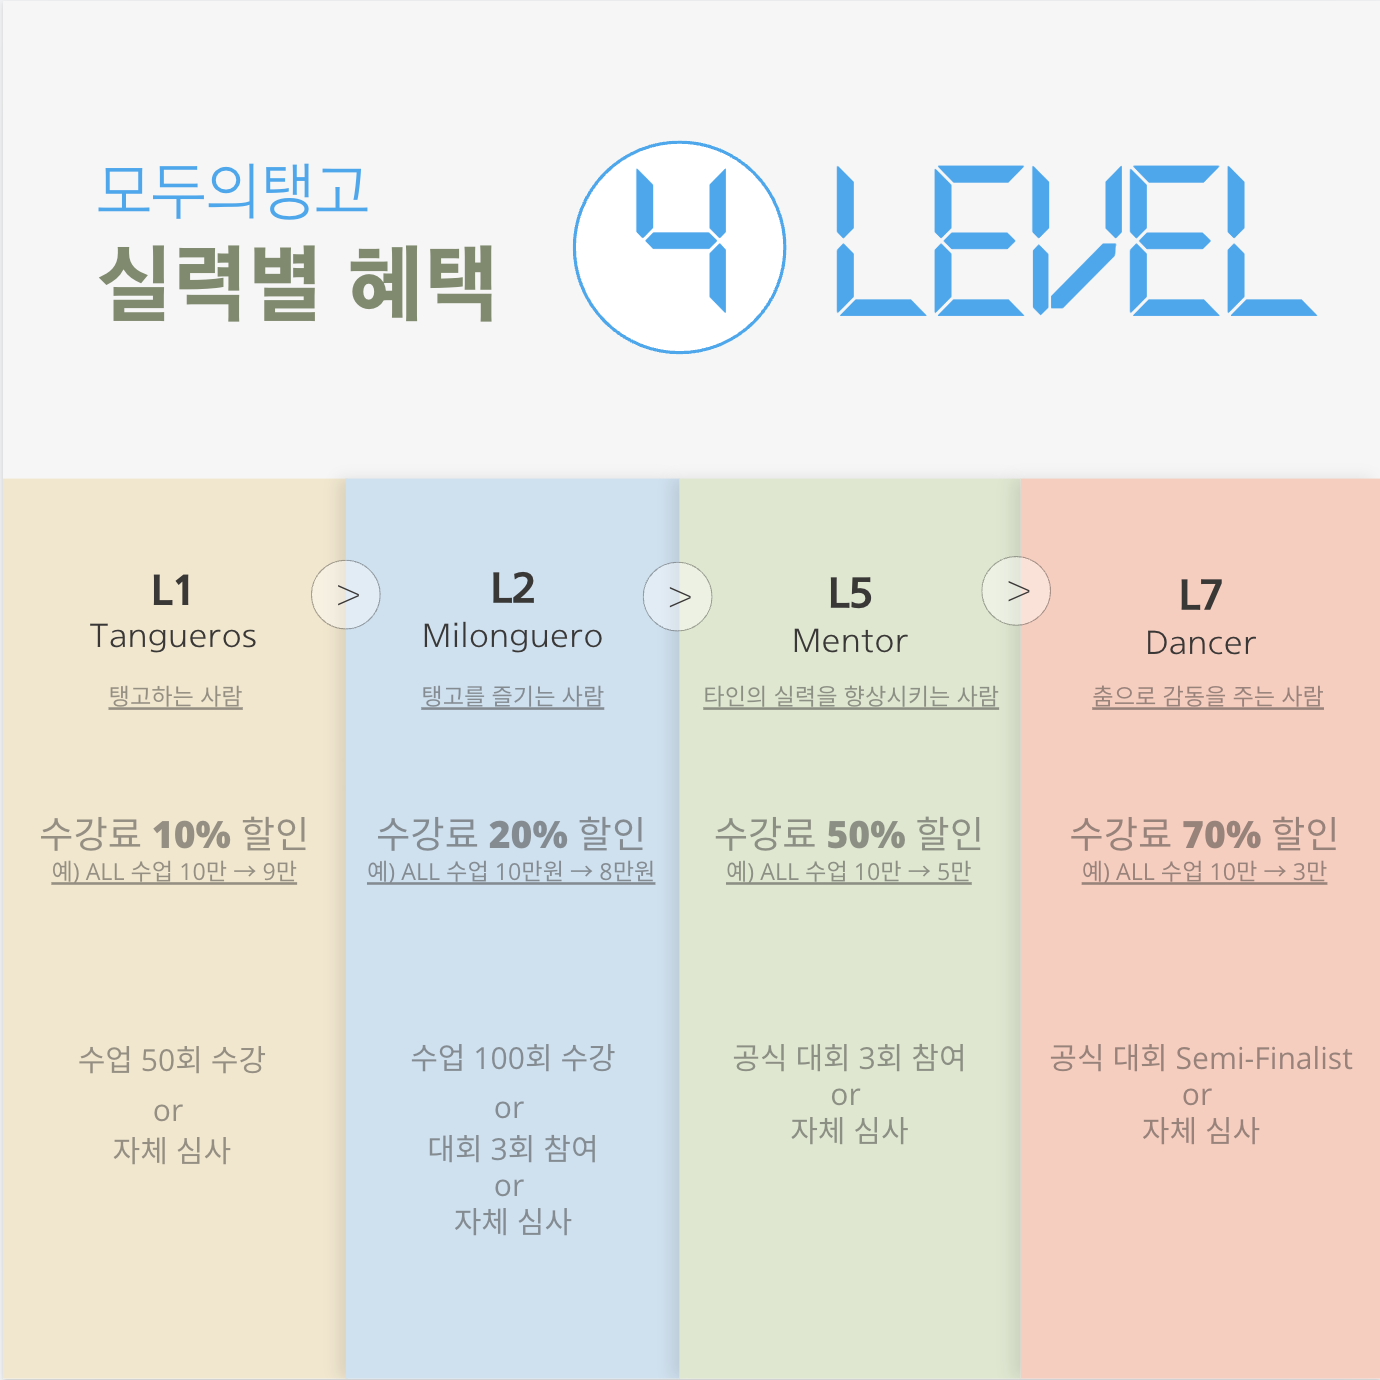 모두의탱고
실력별 혜택
4 LEVEL
L1
Tangueros
탱고하는 사람
수강료 10% 할인
예) ALL 수업 10만 → 9만
수업 50회 수강
or
자체 심사
>
L2
Milonguero
탱고를 즐기는 사람
수강료 20% 할인
예) ALL 수업 10만원 → 8만원
수업 100회 수강
or
대회 3회 참여
or
자체 심사
>
L5
Mentor
타인의 실력을 향상시키는 사람
수강료 50% 할인
예) ALL 수업 10만 → 5만
공식 대회 3회 참여
or
자체 심사
>
L7
Dancer
춤으로 감동을 주는 사람
수강료 70% 할인
예) ALL 수업 10만 → 3만
공식 대회 Semi-Finalist
or
자체 심사